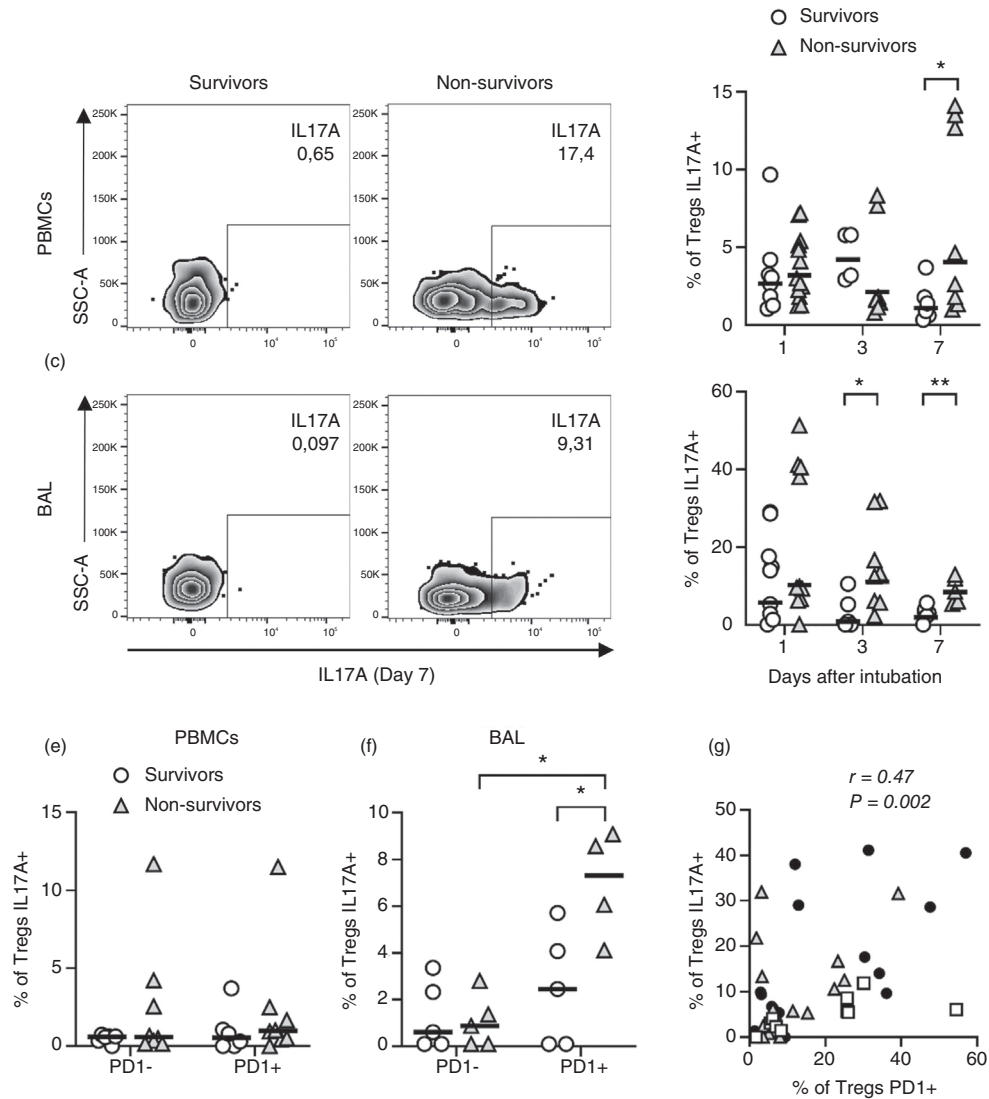 Survivors
Non-survivors
Survivors
Non-survivors
PBMCs
SSC-A
250K
200K
150K
100K
50K
0
IL17A
0,65
0
10⁴
10⁵
IL17A
17,4
250K
200K
150K
100K
50K
0
0
10⁴
10⁵
% of Tregs IL17A+
15
10
5
0
*
1
3
7
(c)
BAL
SSC-A
250K
200K
150K
100K
50K
0
IL17A
0,097
0
10⁴
10⁵
IL17A
9,31
250K
200K
150K
100K
50K
0
0
10⁴
10⁵
IL17A (Day 7)
% of Tregs IL17A+
60
40
20
0
*
**
1
3
7
Days after intubation
(e)
PBMCs
Survivors
Non-survivors
% of Tregs IL17A+
15
10
5
0
PD1-
PD1+
(f)
BAL
% of Tregs IL17A+
10
8
6
4
2
0
*
*
PD1-
PD1+
(g)
r = 0.47
P = 0.002
% of Tregs IL17A+
50
40
30
20
10
0
0
20
40
60
% of Tregs PD1+